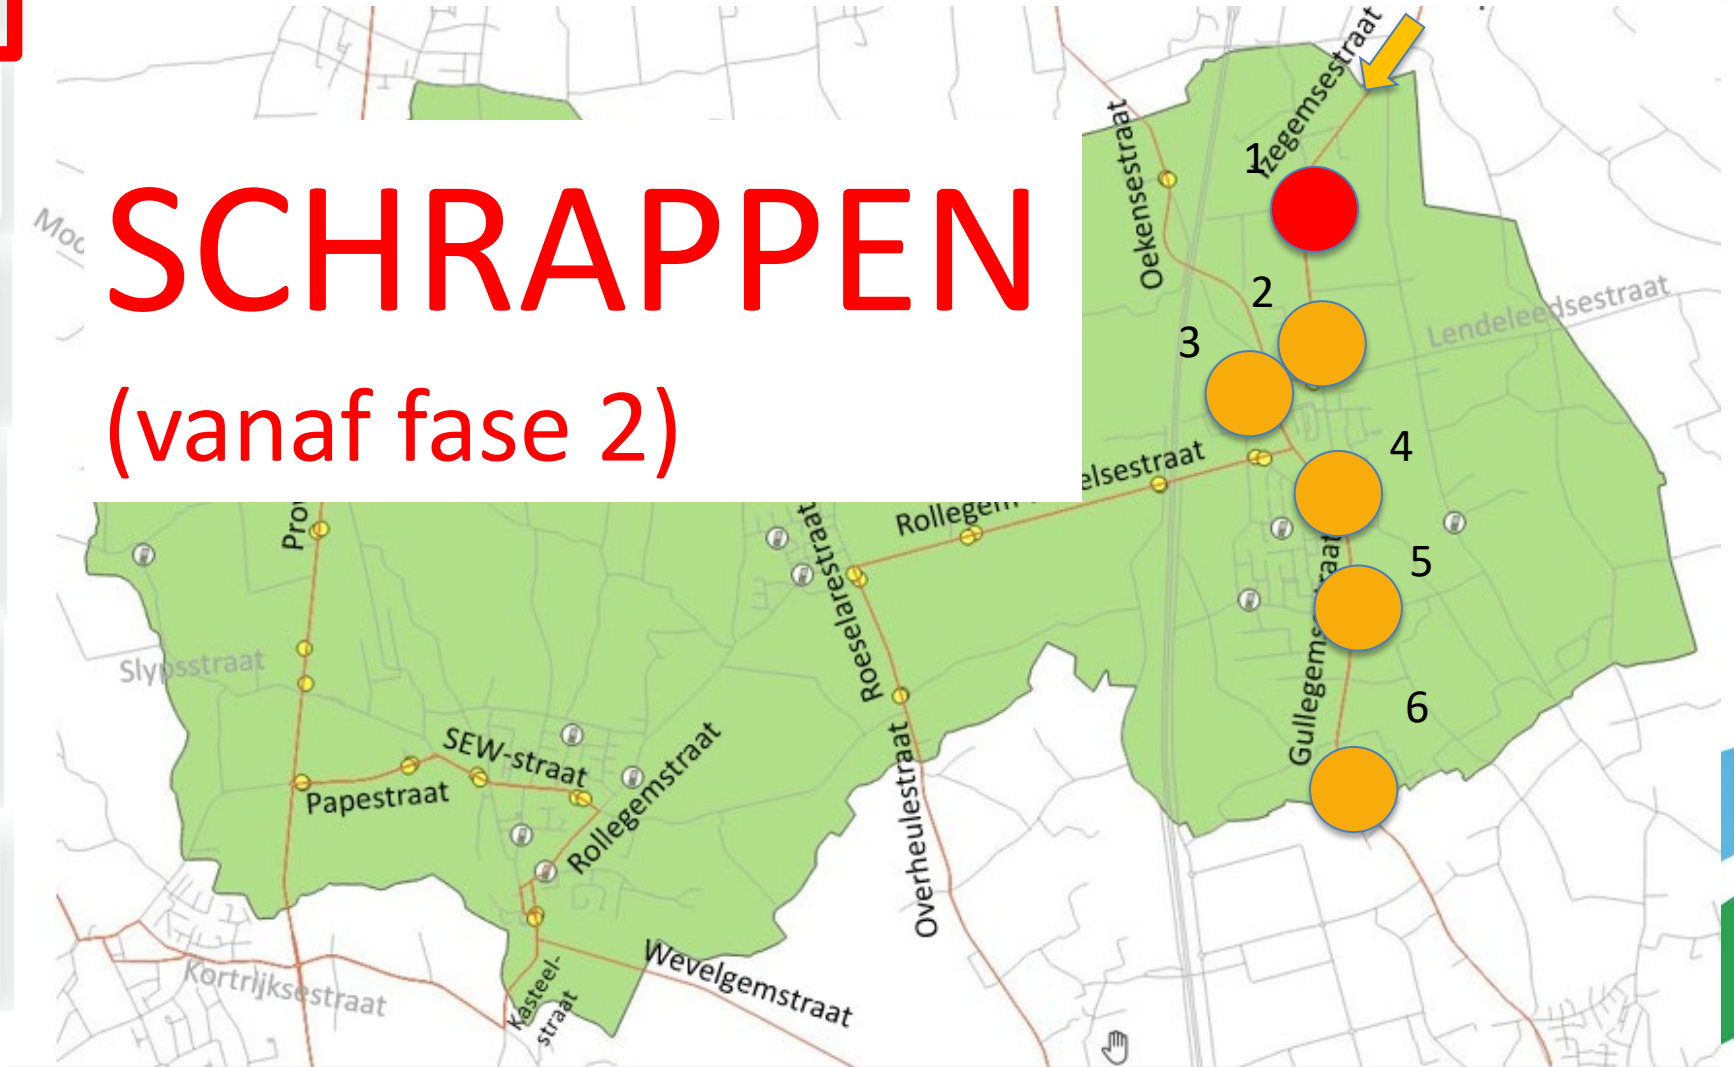 SCHRAPPEN
(vanaf fase 2)
Izegemsestraat
Oekensestraat
1
2
3
Lendeleedsestraat
4
5
6
elsestraat
Rollegem
Roeselarestraat
Slypsstraat
SEW-straat
Papestraat
Rollegemstraat
Overheulestraat
Wevelgemstraat
Kortrijksestraat
Kasteel-
straat